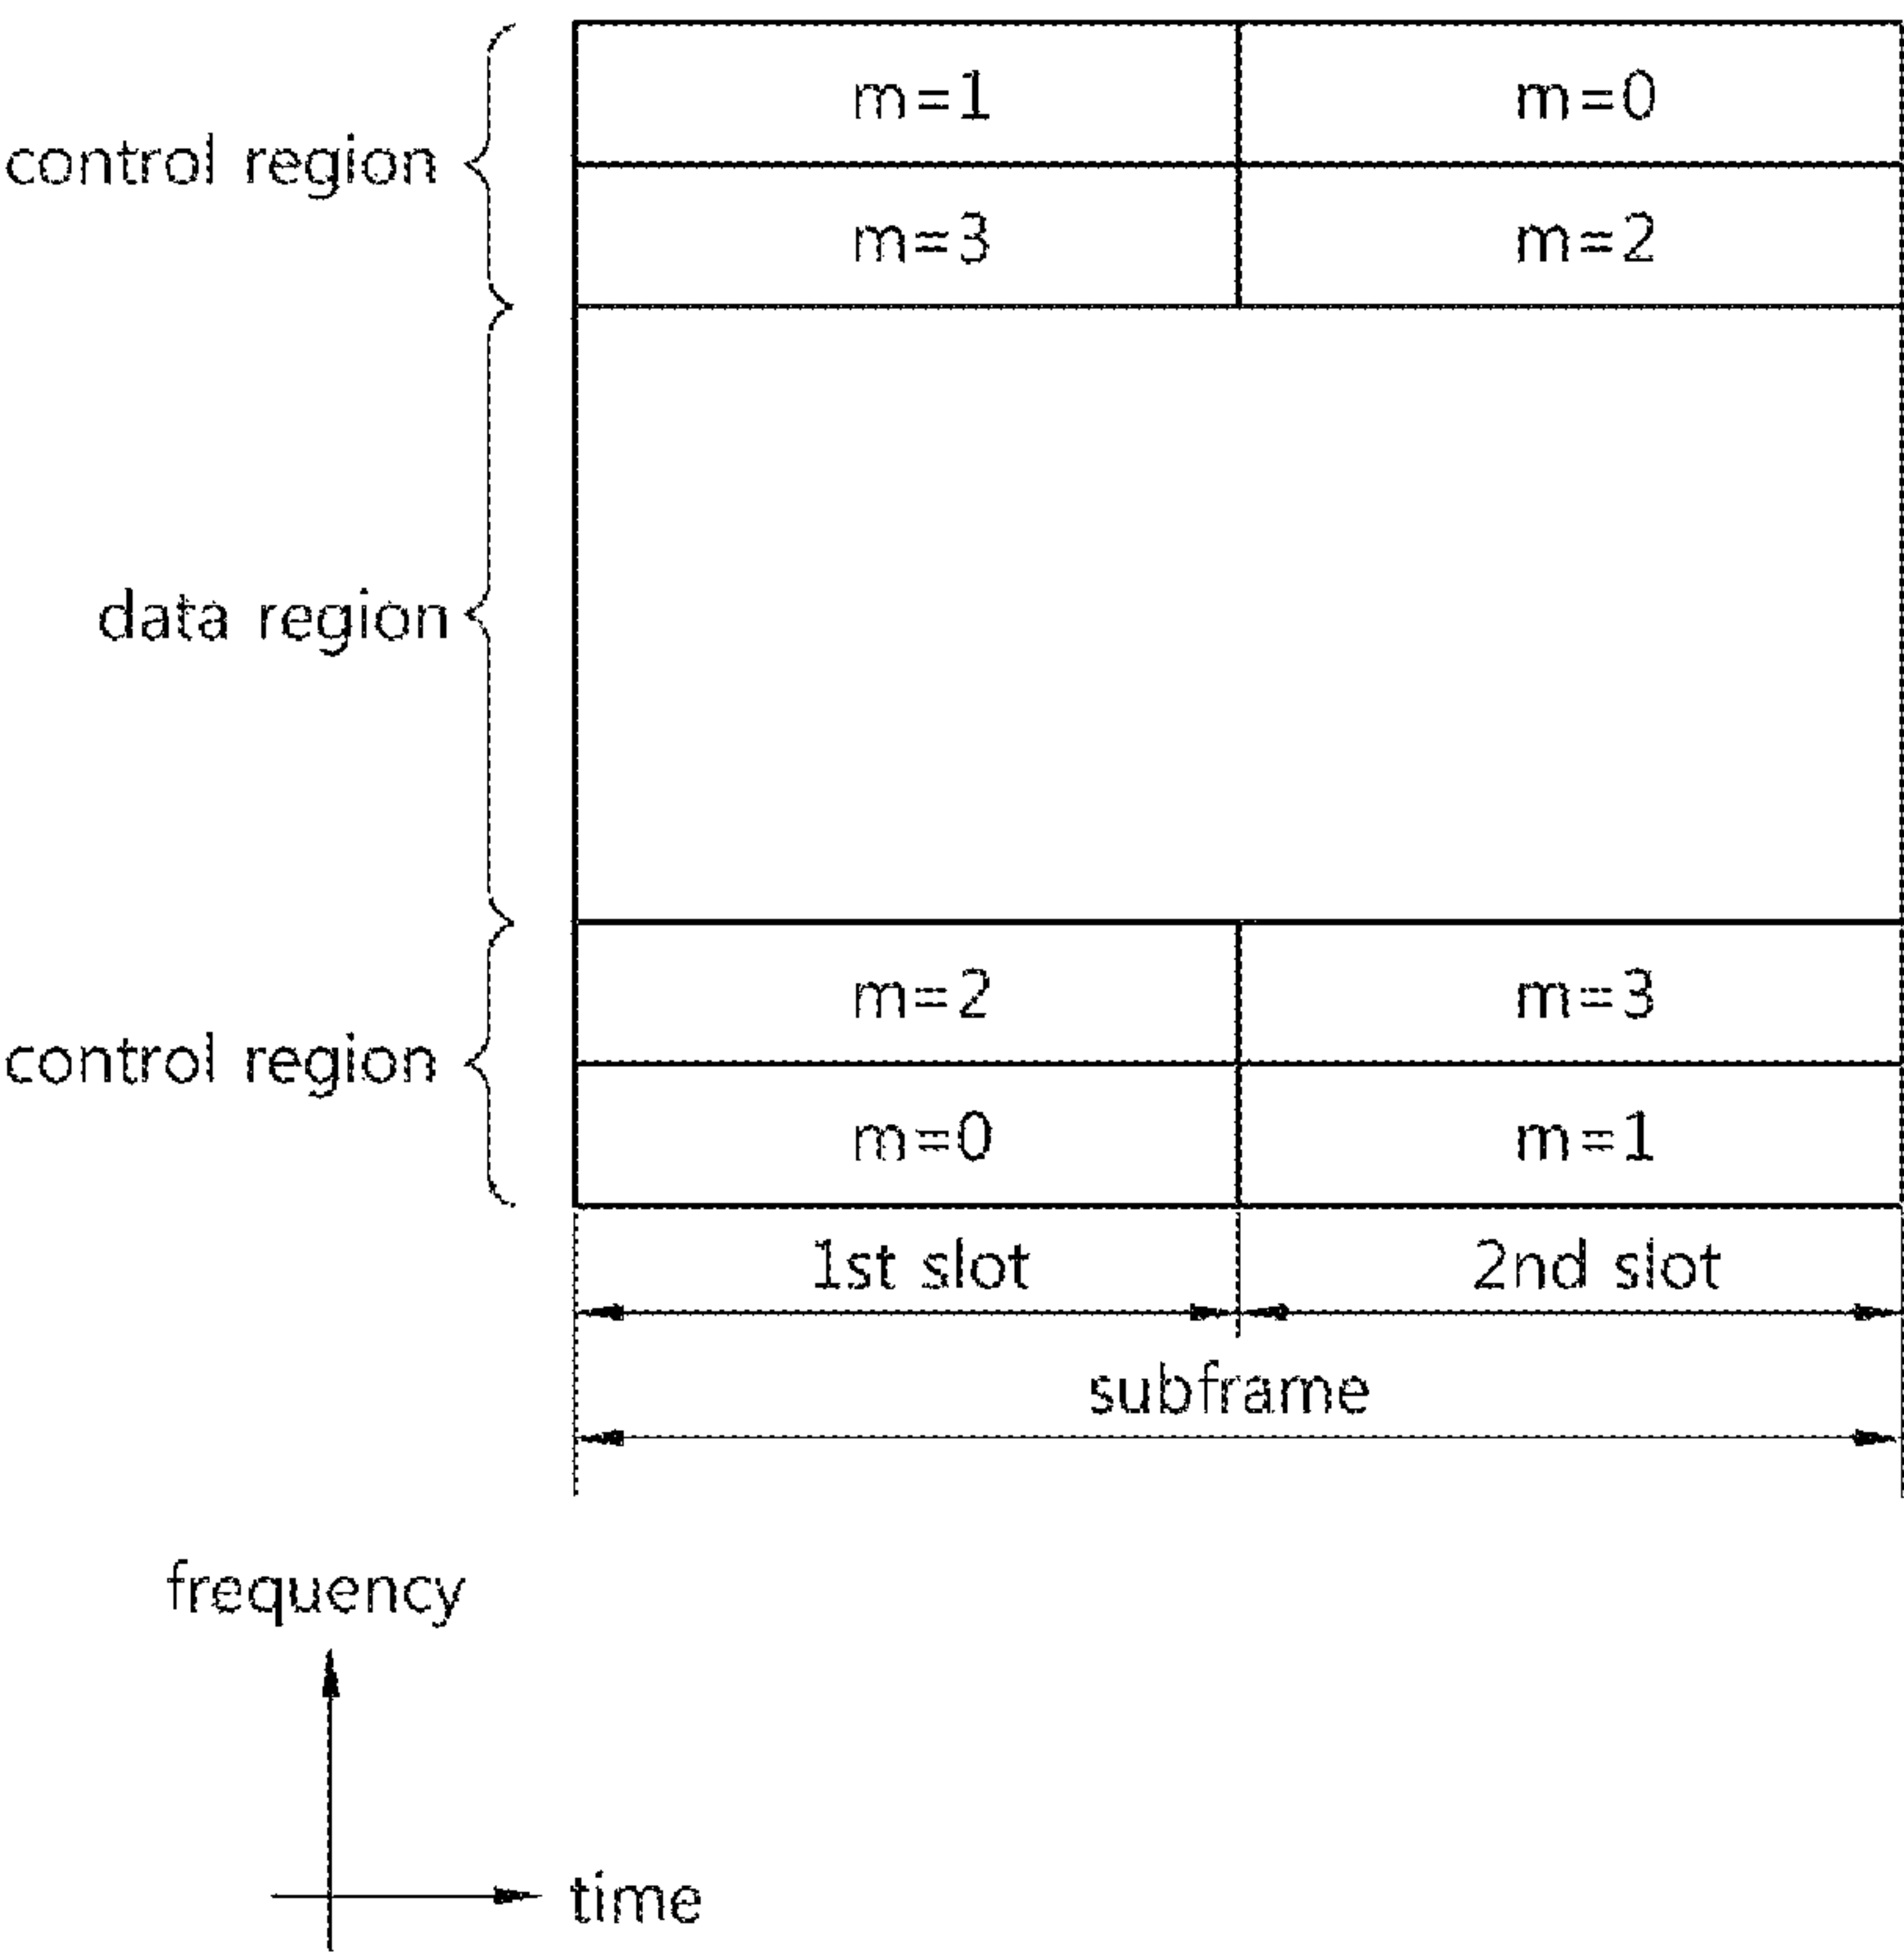 m=1 m=0
control region
m=3 m=2
data region
m=2 m=3
control region
m=0 m=1
1st slot 2nd slot
subframe
frequency
time